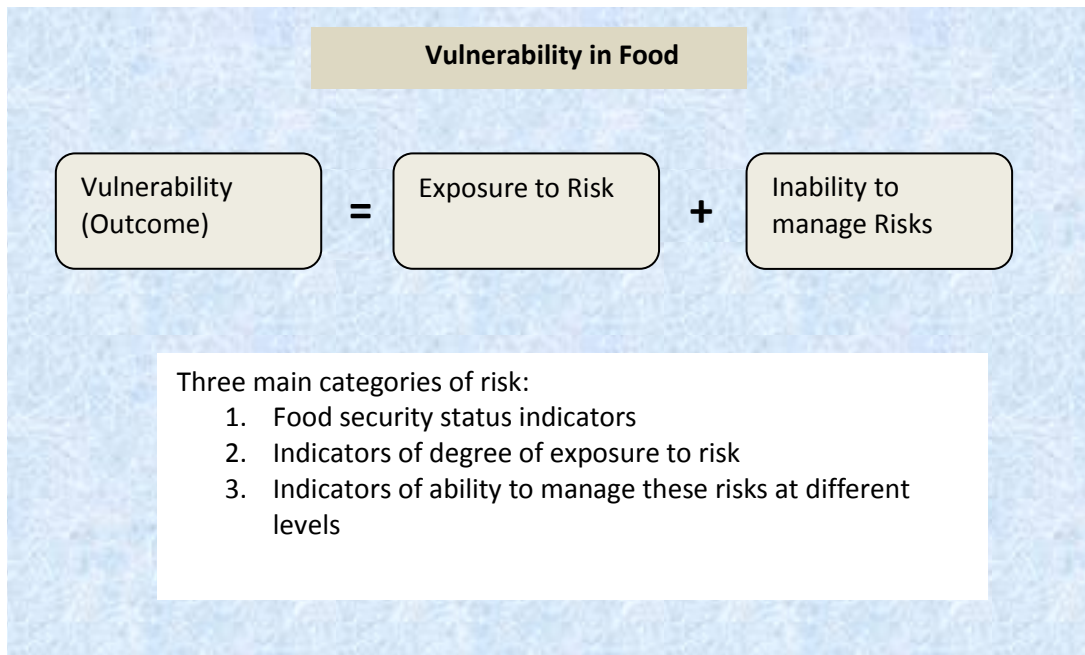 Vulnerability in Food
Vulnerability
(Outcome)
=
Exposure to Risk
+
Inability to
manage Risks
Three main categories of risk:
1. Food security status indicators
2. Indicators of degree of exposure to risk
3. Indicators of ability to manage these risks at different
levels